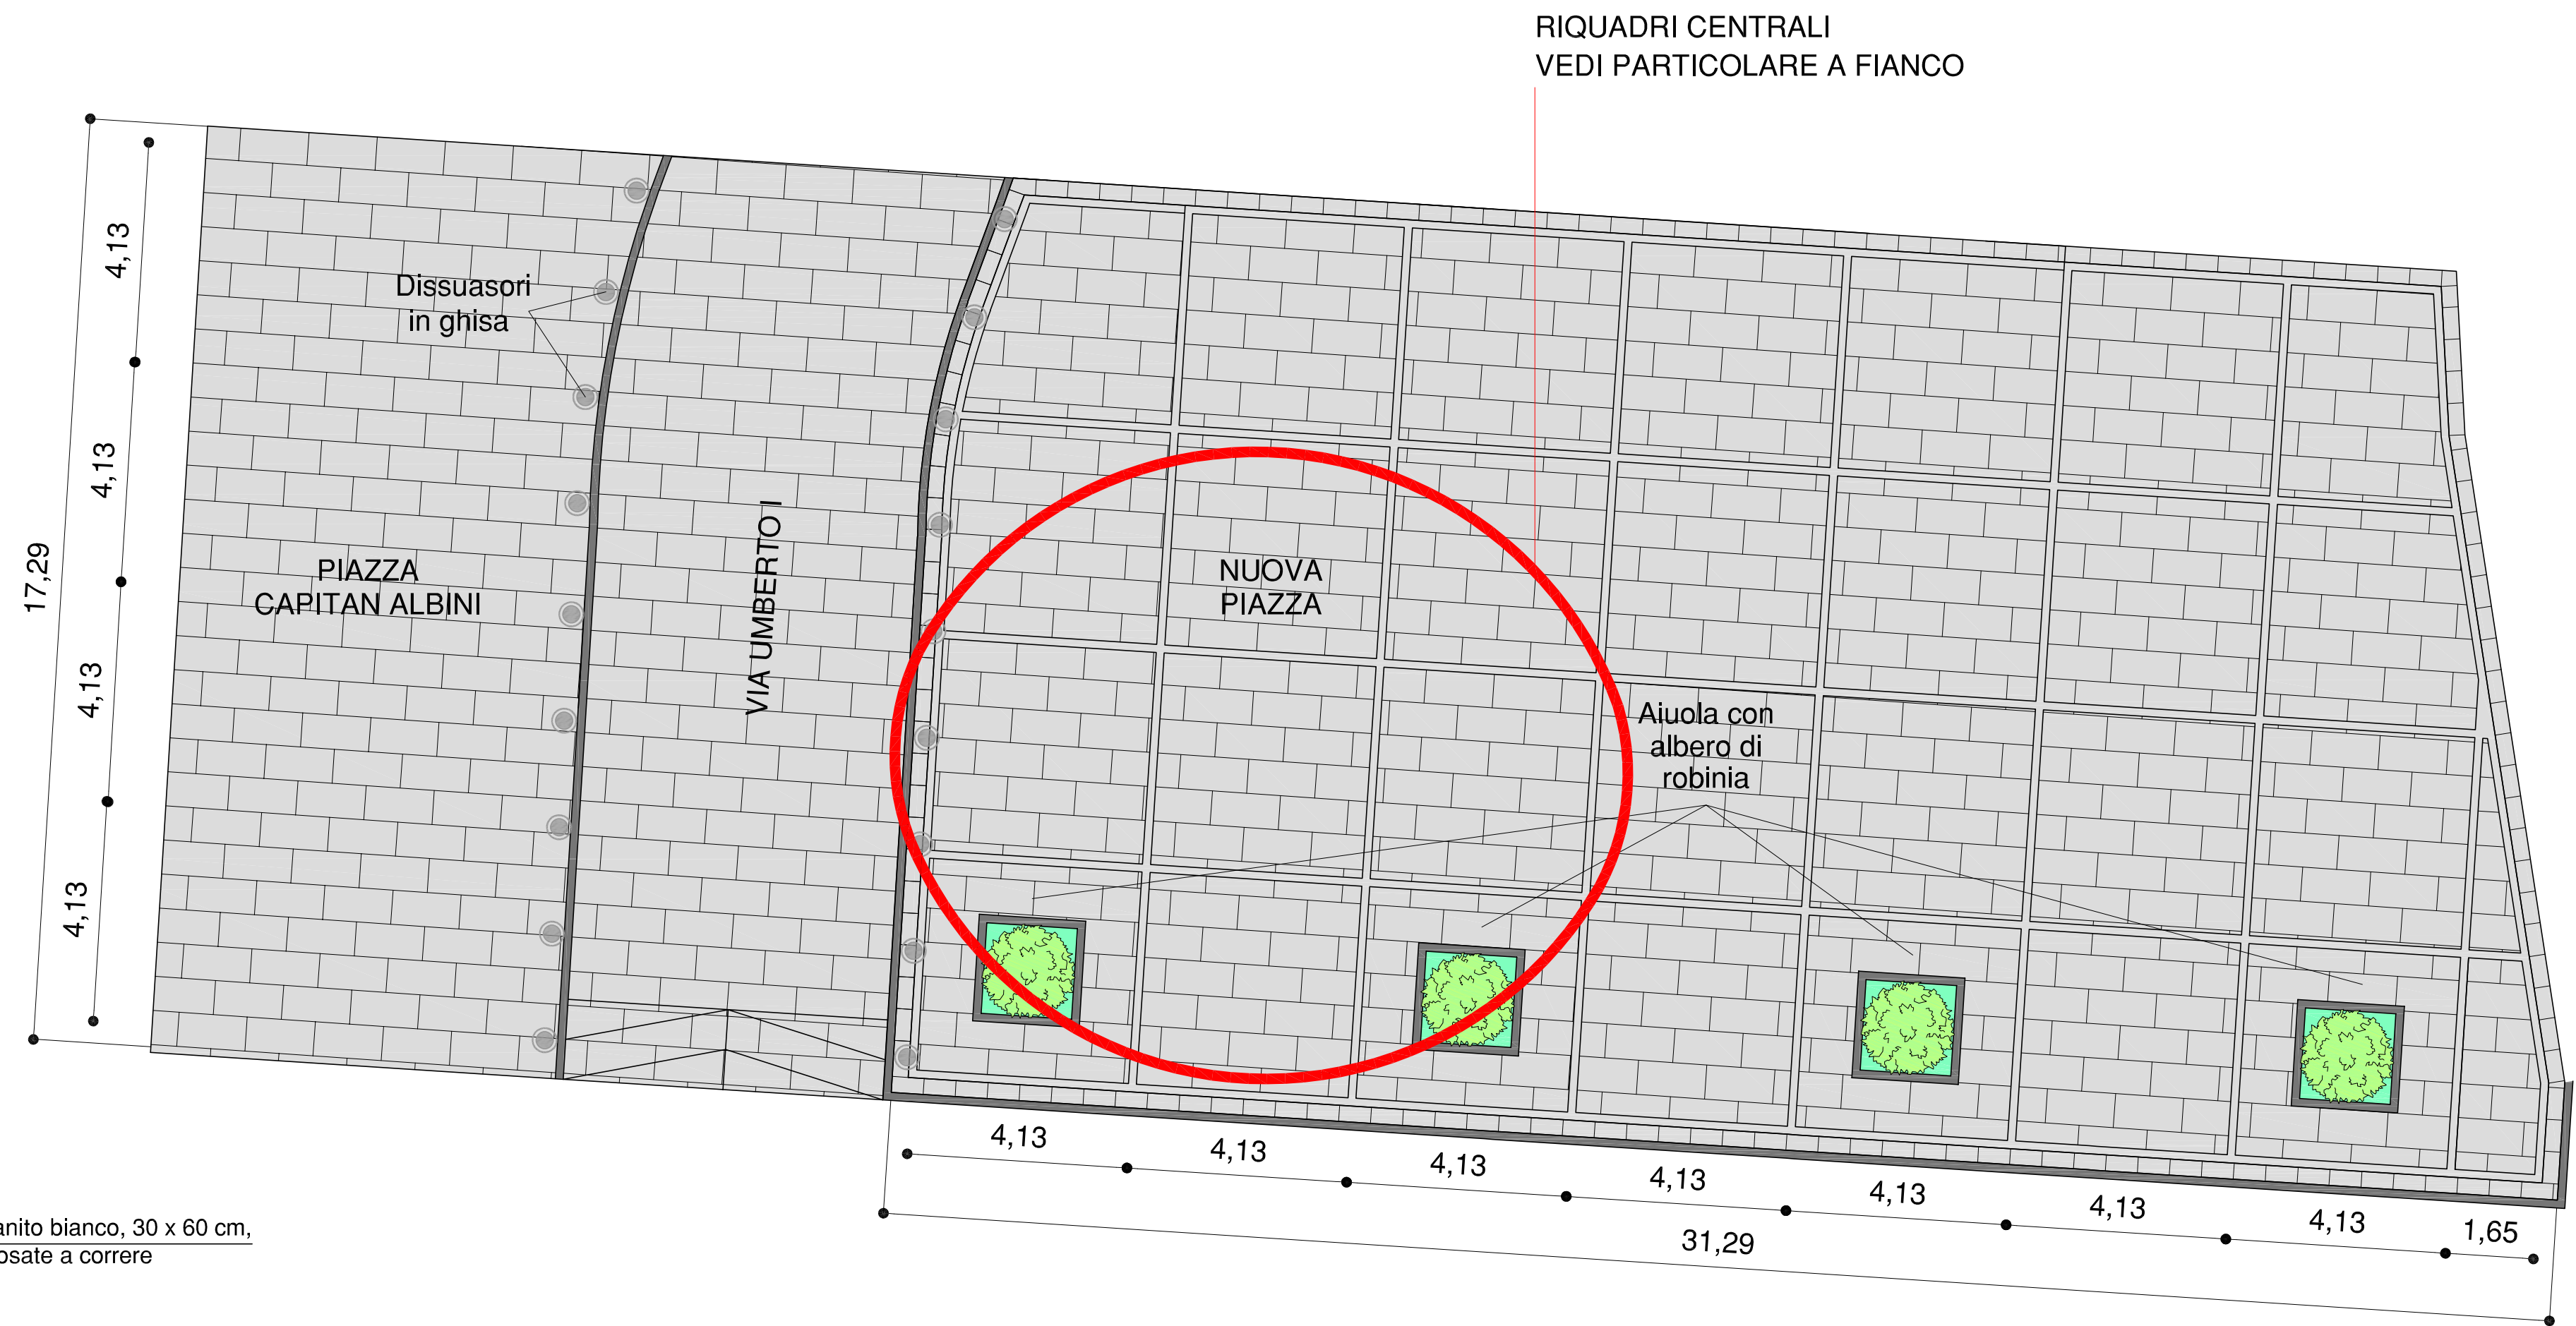 RIQUADRI CENTRALI
VEDI PARTICOLARE A FIANCO
4,13
4,13
4,13
4,13
17,29
Dissuasori
in ghisa
PIAZZA
CAPITAN ALBINI
VIA UMBERTO I
NUOVA
PIAZZA
Aiuola con
albero di
robinia
4,13
4,13
4,13
4,13
4,13
4,13
4,13
1,65
31,29
anito bianco, 30 x 60 cm,
osate a correre